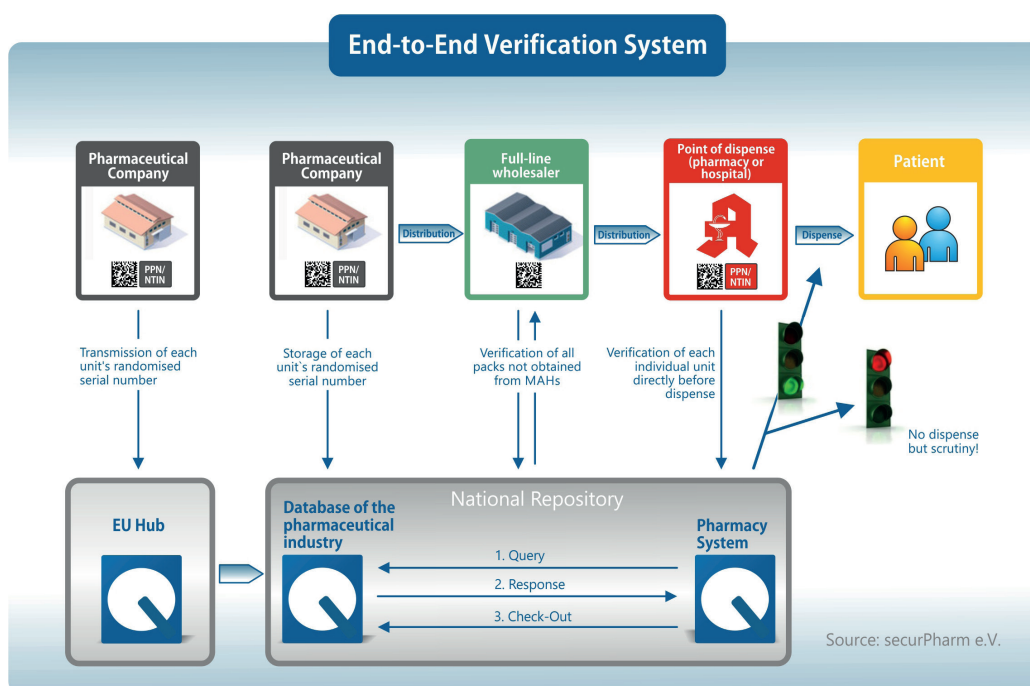 End-to-End Verification System
Pharmaceutical
Company
PPN/
NTIN
Pharmaceutical
Company
PPN/
NTIN
Distribution
Full-line
wholesaler
Distribution
Point of dispense
(pharmacy or
hospital)
PPN/
NTIN
Dispense
Patient
Transmission of each
unit's randomised
serial number
Storage of each
unit`s randomised
serial number
Verification of all
packs not obtained
from MAHs
Verification of each
individual unit
directly before
dispense
No dispense
but scrutiny!
EU Hub
National Repository
Database of the
pharmaceutical
industry
1. Query
2. Response
3. Check-Out
Pharmacy
System
Source: securPharm e.V.